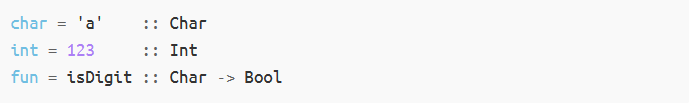 char = 'a'    :: Char
int = 123     :: Int
fun = isDigit :: Char -> Bool